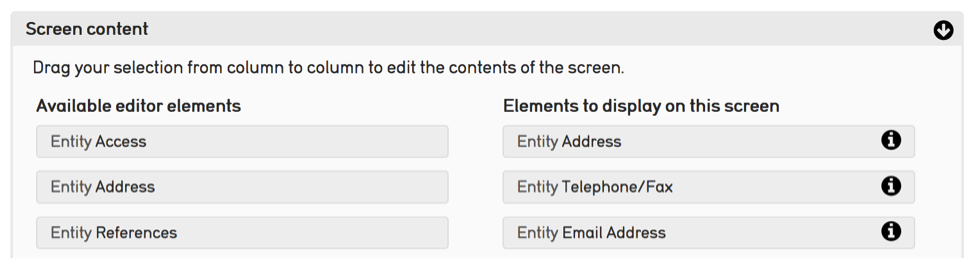 Screen content
Drag your selection from column to column to edit the contents of the screen.
Available editor elements
Entity Access
Entity Address
Entity References
Elements to display on this screen
Entity Address
Entity Telephone/Fax
Entity Email Address